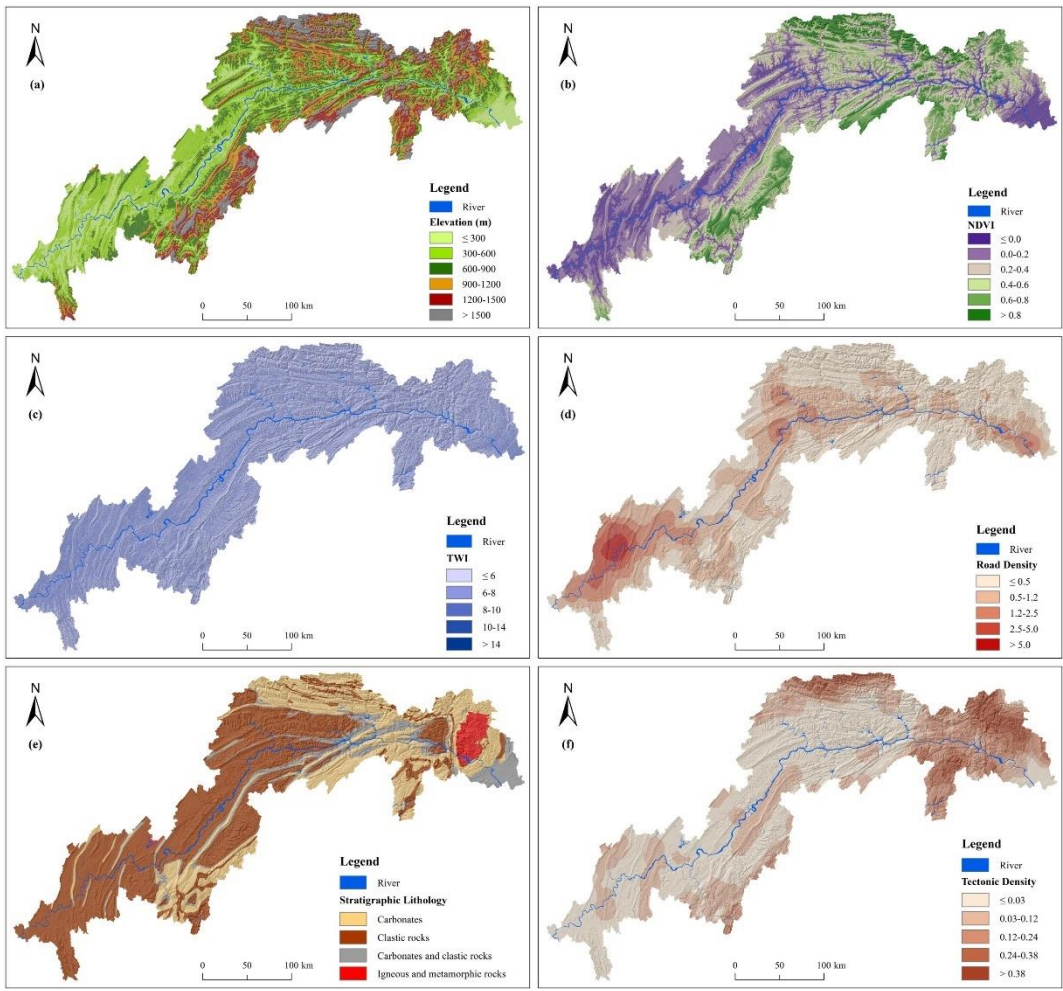 N
(a)
Legend
River
Elevation (m)
≤ 300
300-600
600-900
900-1200
1200-1500
> 1500
0 50 100 km
N
(b)
Legend
River
NDVI
≤ 0.0
0.0-0.2
0.2-0.4
0.4-0.6
0.6-0.8
> 0.8
0 50 100 km
N
(c)
Legend
River
TWI
≤ 6
6-8
8-10
10-14
> 14
0 50 100 km
N
(d)
Legend
River
Road Density
≤ 0.5
0.5-1.2
1.2-2.5
2.5-5.0
> 5.0
0 50 100 km
N
(e)
Legend
River
Stratigraphic Lithology
Carbonates
Clastic rocks
Carbonates and clastic rocks
Igneous and metamorphic rocks
0 50 100 km
N
(f)
Legend
River
Tectonic Density
≤ 0.03
0.03-0.12
0.12-0.24
0.24-0.38
> 0.38
0 50 100 km